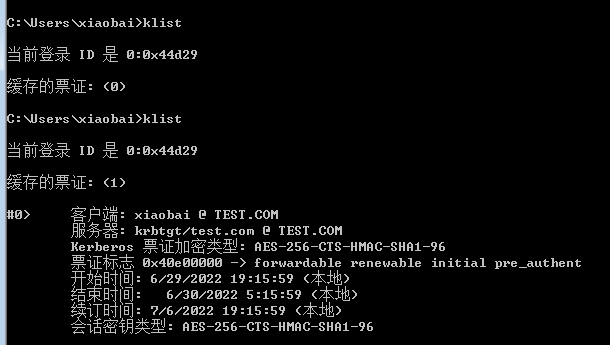 C:\Users\xiaobai>klist
当前登录 ID 是 0:0x44d29
缓存的票证: (0)
C:\Users\xiaobai>klist
当前登录 ID 是 0:0x44d29
缓存的票证: (1)
#0> 客户端: xiaobai @ TEST.COM
服务器: krbtgt/test.com @ TEST.COM
Kerberos 票证加密类型: AES-256-CTS-HMAC-SHA1-96
票证标志 0x40e00000 -> forwardable renewable initial pre_authent
开始时间: 6/29/2022 19:15:59 (本地)
结束时间: 6/30/2022 5:15:59 (本地)
续订时间: 7/6/2022 19:15:59 (本地)
会话密钥类型: AES-256-CTS-HMAC-SHA1-96